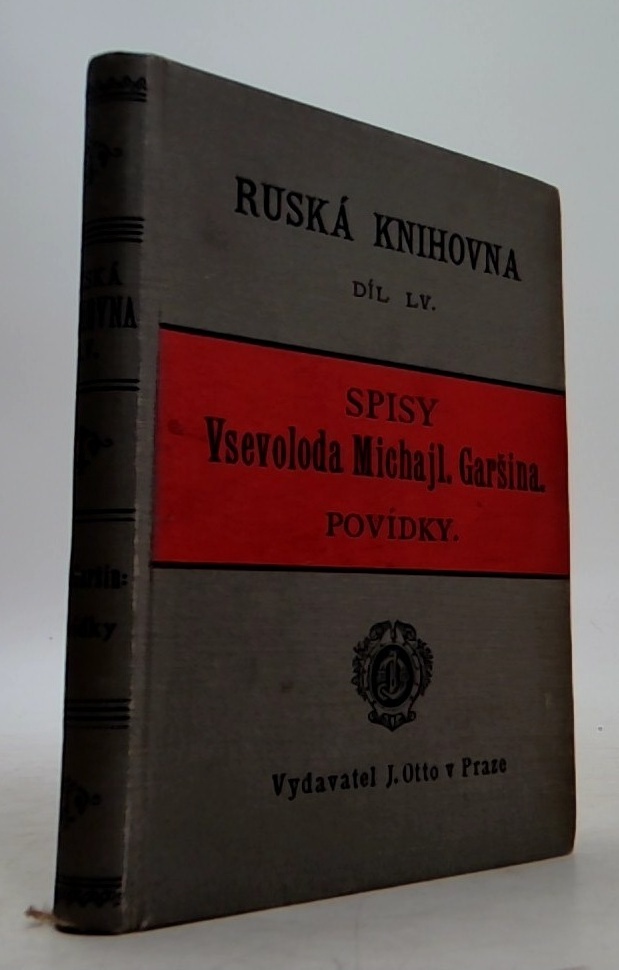 RUSKÁ KNIHOVNA
DÍL LV.
SPISY
Vsevoloda Michajl. Garšina.
POVÍDKY.
Vydavatel J. Otto v Praze